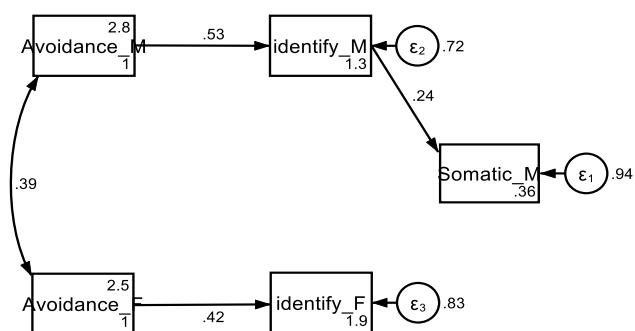 2.8
Avoidance_M
1
.53
identify_M
1.3
ε2
.72
.24
Somatic_M
.36
ε1
.94
.39
2.5
Avoidance_F
1
.42
identify_F
1.9
ε3
.83